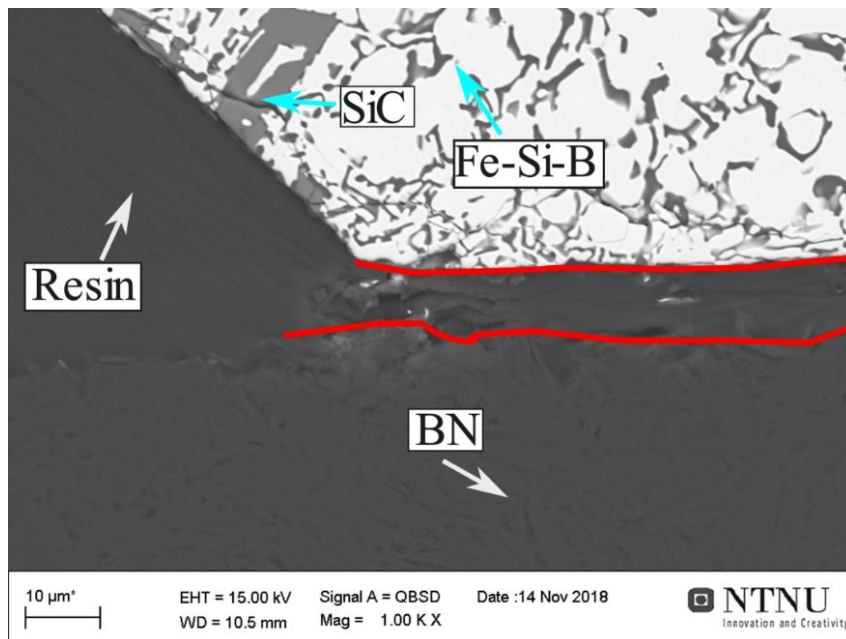 SiC
Fe-Si-B
Resin
BN
10 µm*
EHT = 15.00 kV
Signal A = QBSD
Date :14 Nov 2018
WD = 10.5 mm
Mag = 1.00 K X
NTNU
Innovation and Creativity